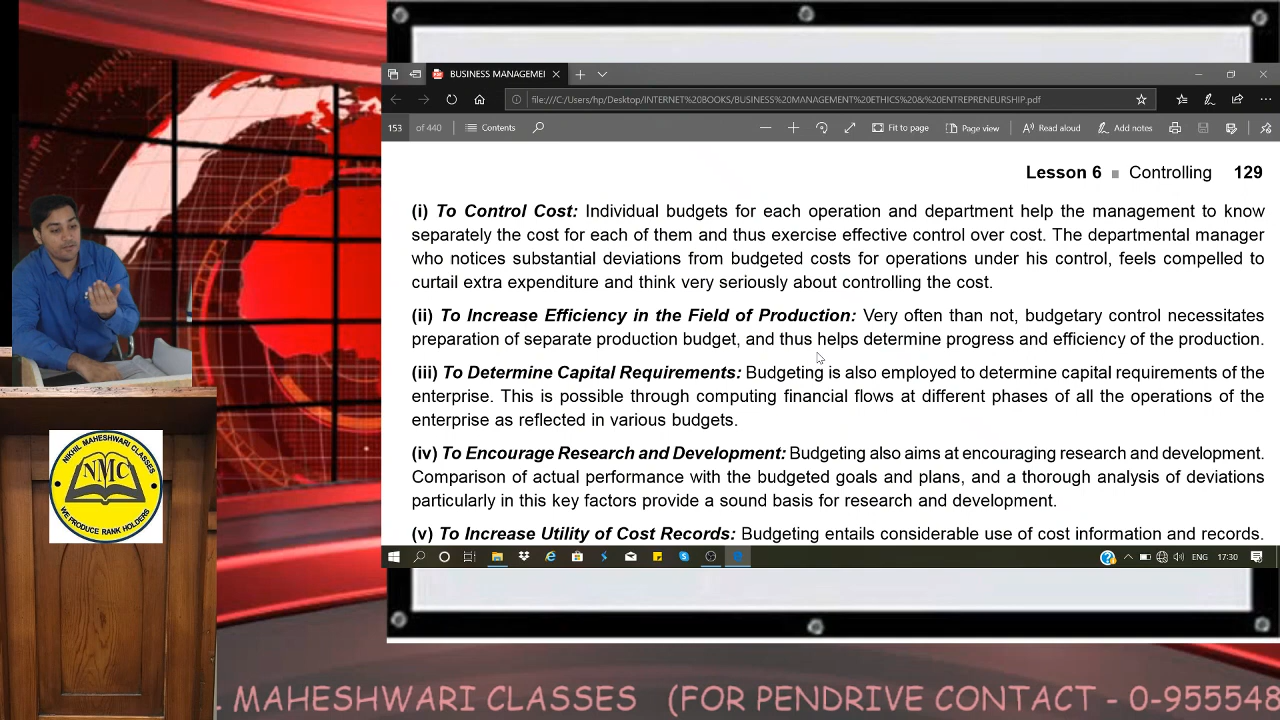 BUSINESS MANAGEMEI
file:///C:/Users/hp/Desktop/INTERNET%20BOOKS/BUSINESS%20MANAGEMENT%20ETHICS%20&%20ENTREPRENEURSHIP.pdf
153 of 440 Contents Fit to page Page view Read aloud Add notes
Lesson 6 ■ Controlling 129
(i) To Control Cost: Individual budgets for each operation and department help the management to know
separately the cost for each of them and thus exercise effective control over cost. The departmental manager
who notices substantial deviations from budgeted costs for operations under his control, feels compelled to
curtail extra expenditure and think very seriously about controlling the cost.
(ii) To Increase Efficiency in the Field of Production: Very often than not, budgetary control necessitates
preparation of separate production budget, and thus helps determine progress and efficiency of the production.
(iii) To Determine Capital Requirements: Budgeting is also employed to determine capital requirements of the
enterprise. This is possible through computing financial flows at different phases of all the operations of the
enterprise as reflected in various budgets.
(iv) To Encourage Research and Development: Budgeting also aims at encouraging research and development.
Comparison of actual performance with the budgeted goals and plans, and a thorough analysis of deviations
particularly in this key factors provide a sound basis for research and development.
(v) To Increase Utility of Cost Records: Budgeting entails considerable use of cost information and records.
ENG 17:30
NIKHIL MAHESHWARI CLASSES
NMC
WE PRODUCE RANK HOLDERS
L MAHESHWARI CLASSES (FOR PENDRIVE CONTACT - 0-955548